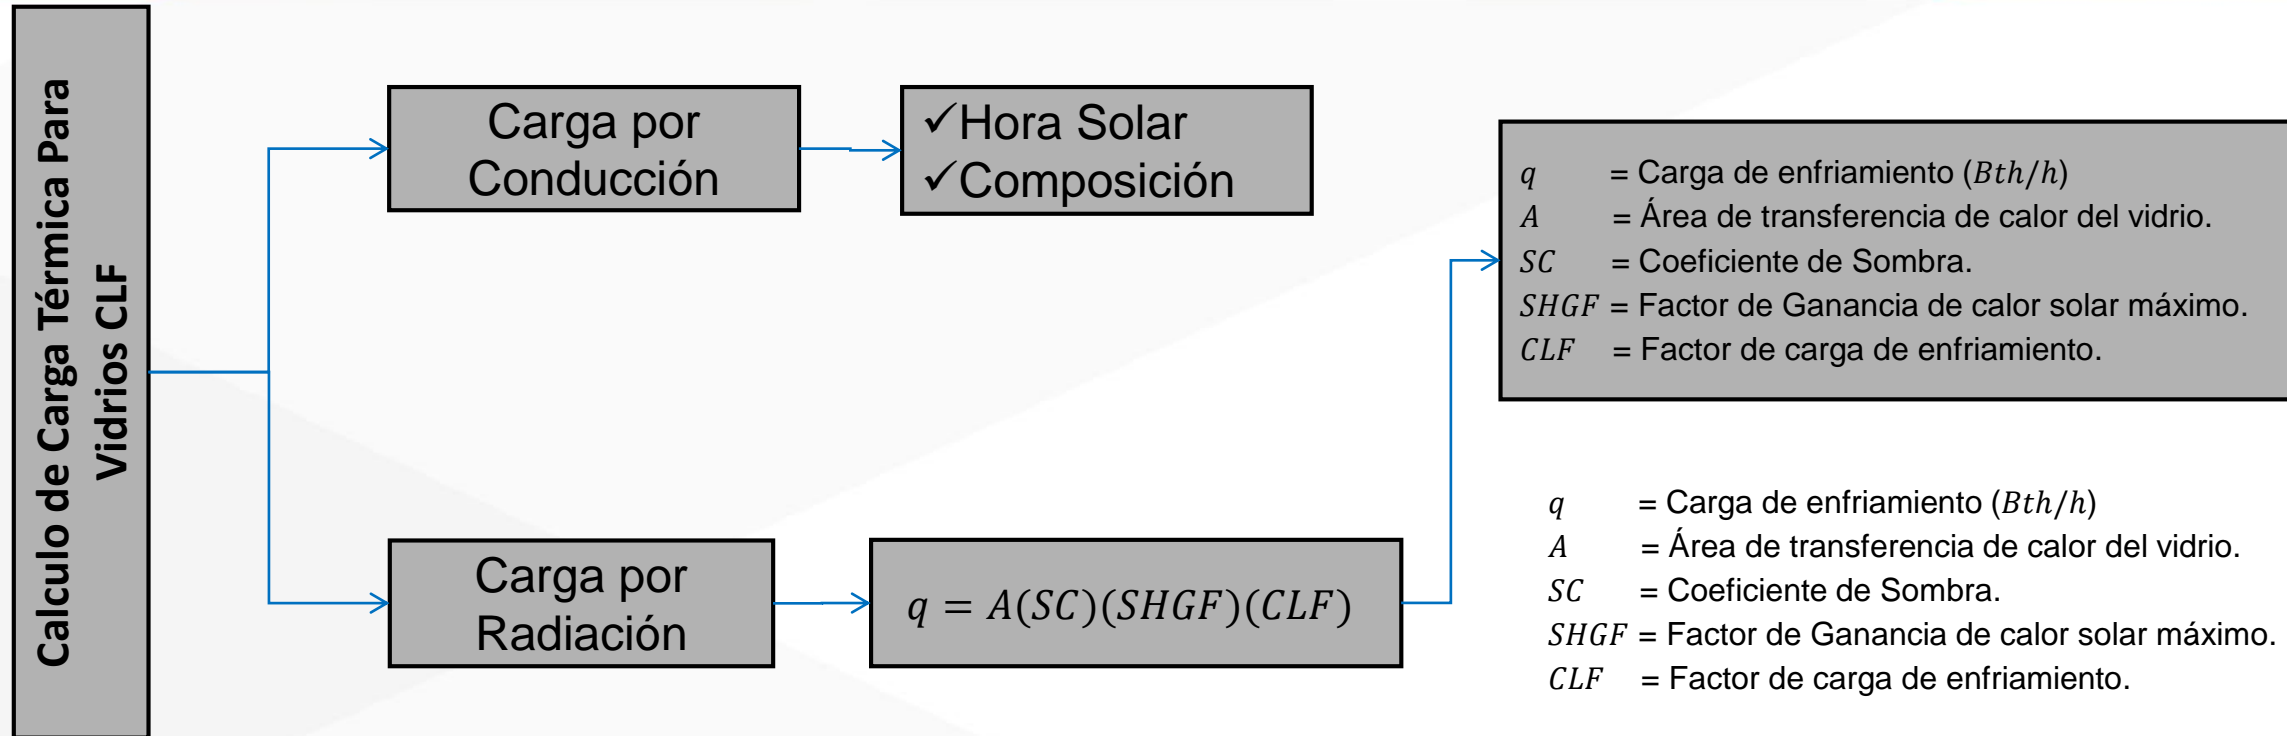 Calculo de Carga Térmica Para
Vidrios CLF
Carga por
Conducción
✓Hora Solar
✓Composición
Carga por
Radiación
q = A(SC)(SHGF)(CLF)
q = Carga de enfriamiento (Bth/h)
A = Área de transferencia de calor del vidrio.
SC = Coeficiente de Sombra.
SHGF = Factor de Ganancia de calor solar máximo.
CLF = Factor de carga de enfriamiento.
q = Carga de enfriamiento (Bth/h)
A = Área de transferencia de calor del vidrio.
SC = Coeficiente de Sombra.
SHGF = Factor de Ganancia de calor solar máximo.
CLF = Factor de carga de enfriamiento.